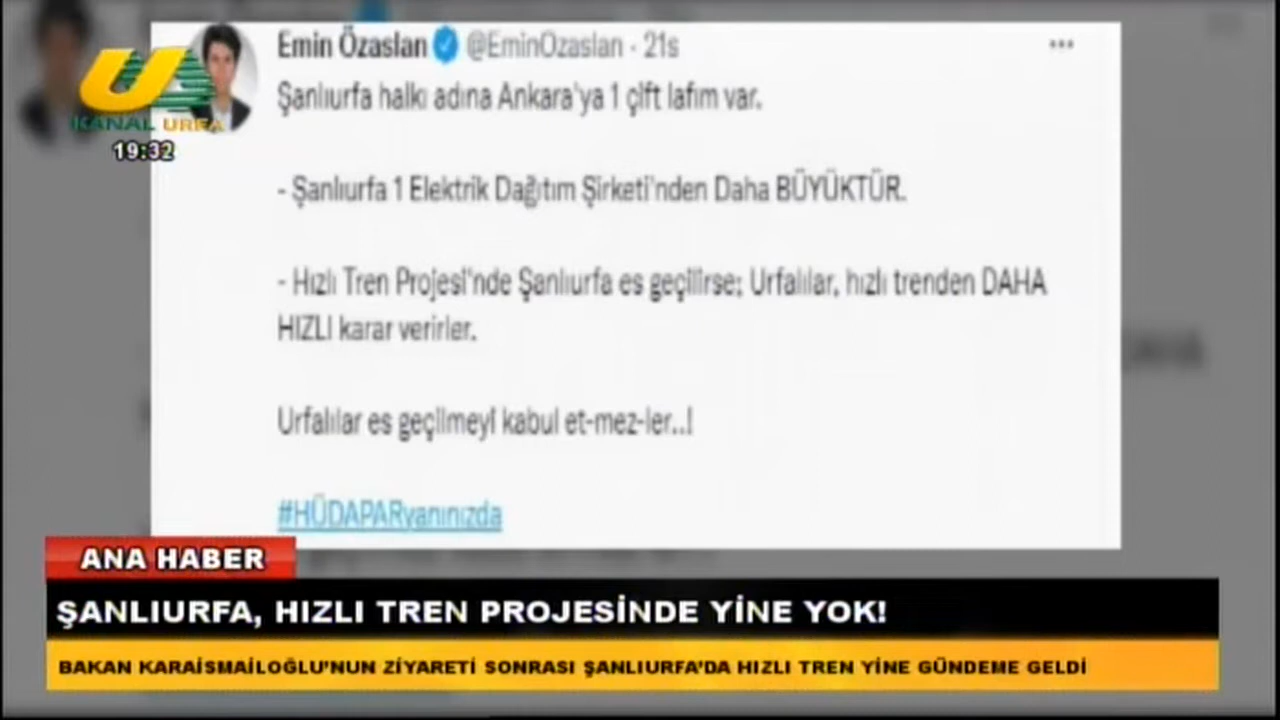 Emin Özaslan @EminOzaslan · 21s
Şanlıurfa halkı adına Ankara'ya 1 çift lafım var.
- Şanlıurfa 1 Elektrik Dağıtım Şirketi'nden Daha BÜYÜKTÜR.
- Hızlı Tren Projesi'nde Şanlıurfa es geçilirse; Urfalılar, hızlı trenden DAHA
HIZLI karar verirler.
Urfalılar es geçilmeyi kabul et-mez-ler..!
#HÜDAPARyanınızda
KANAL URFA
19:32
ANA HABER
ŞANLIURFA, HIZLI TREN PROJESİNDE YİNE YOK!
BAKAN KARAİSMAİLOĞLU'NUN ZİYARETİ SONRASI ŞANLIURFA'DA HIZLI TREN YİNE GÜNDEME GELDİ